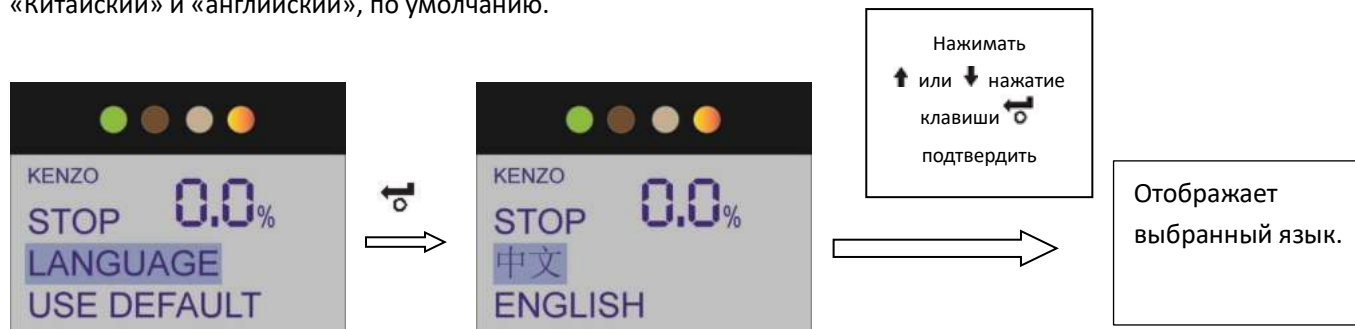 «Китайский» и «английский», по умолчанию.
KENZO
STOP 0.0%
LANGUAGE
USE DEFAULT
KENZO
STOP 0.0%
中文
ENGLISH
Нажимать
или нажатие
клавиши
подтвердить
Отображает
выбранный язык.